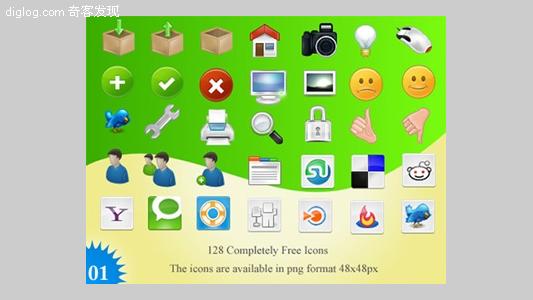 diglog.com 奇客发现
128 Completely Free Icons
The icons are available in png format 48x48px
01